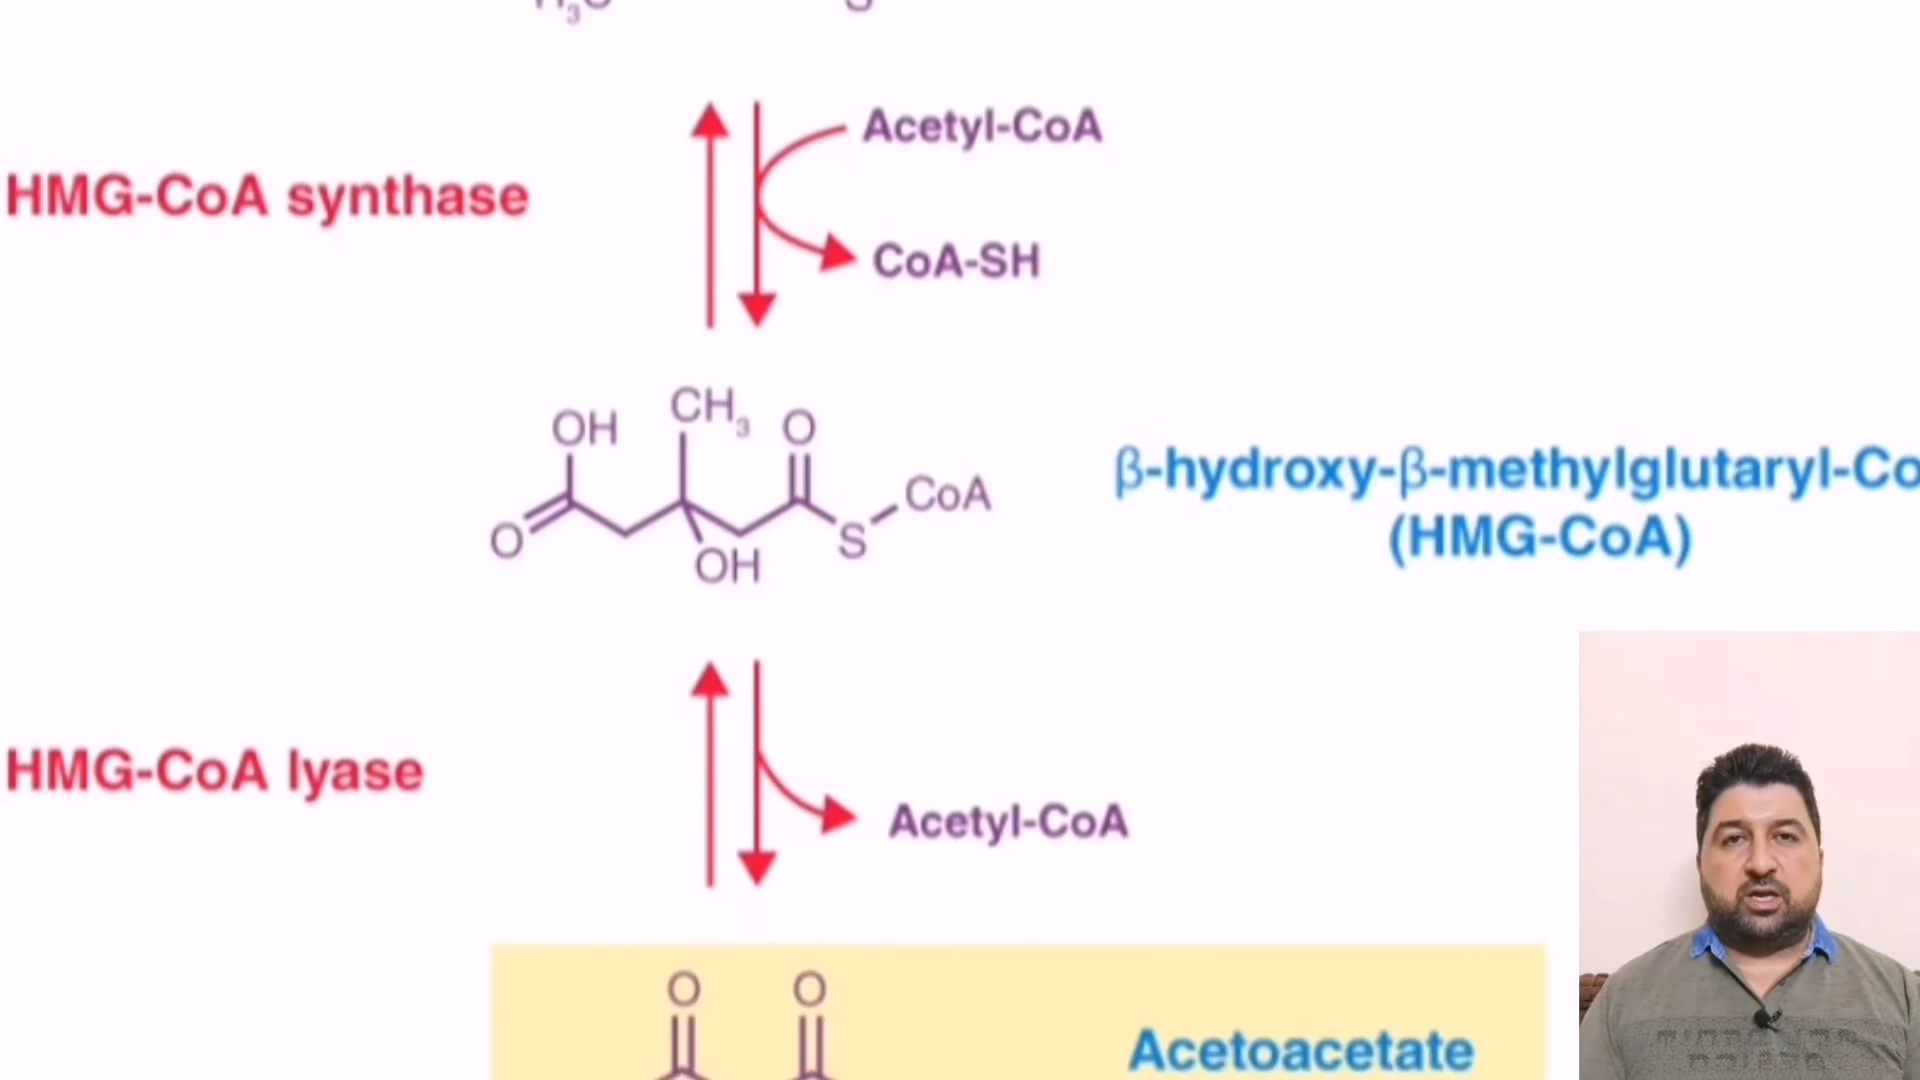 Acetyl-CoA
HMG-CoA synthase
CoA-SH
OH
CH3
O
CoA
O
S
OH
β-hydroxy-β-methylglutaryl-Co
(HMG-CoA)
HMG-CoA lyase
Acetyl-CoA
O
O
Acetoacetate